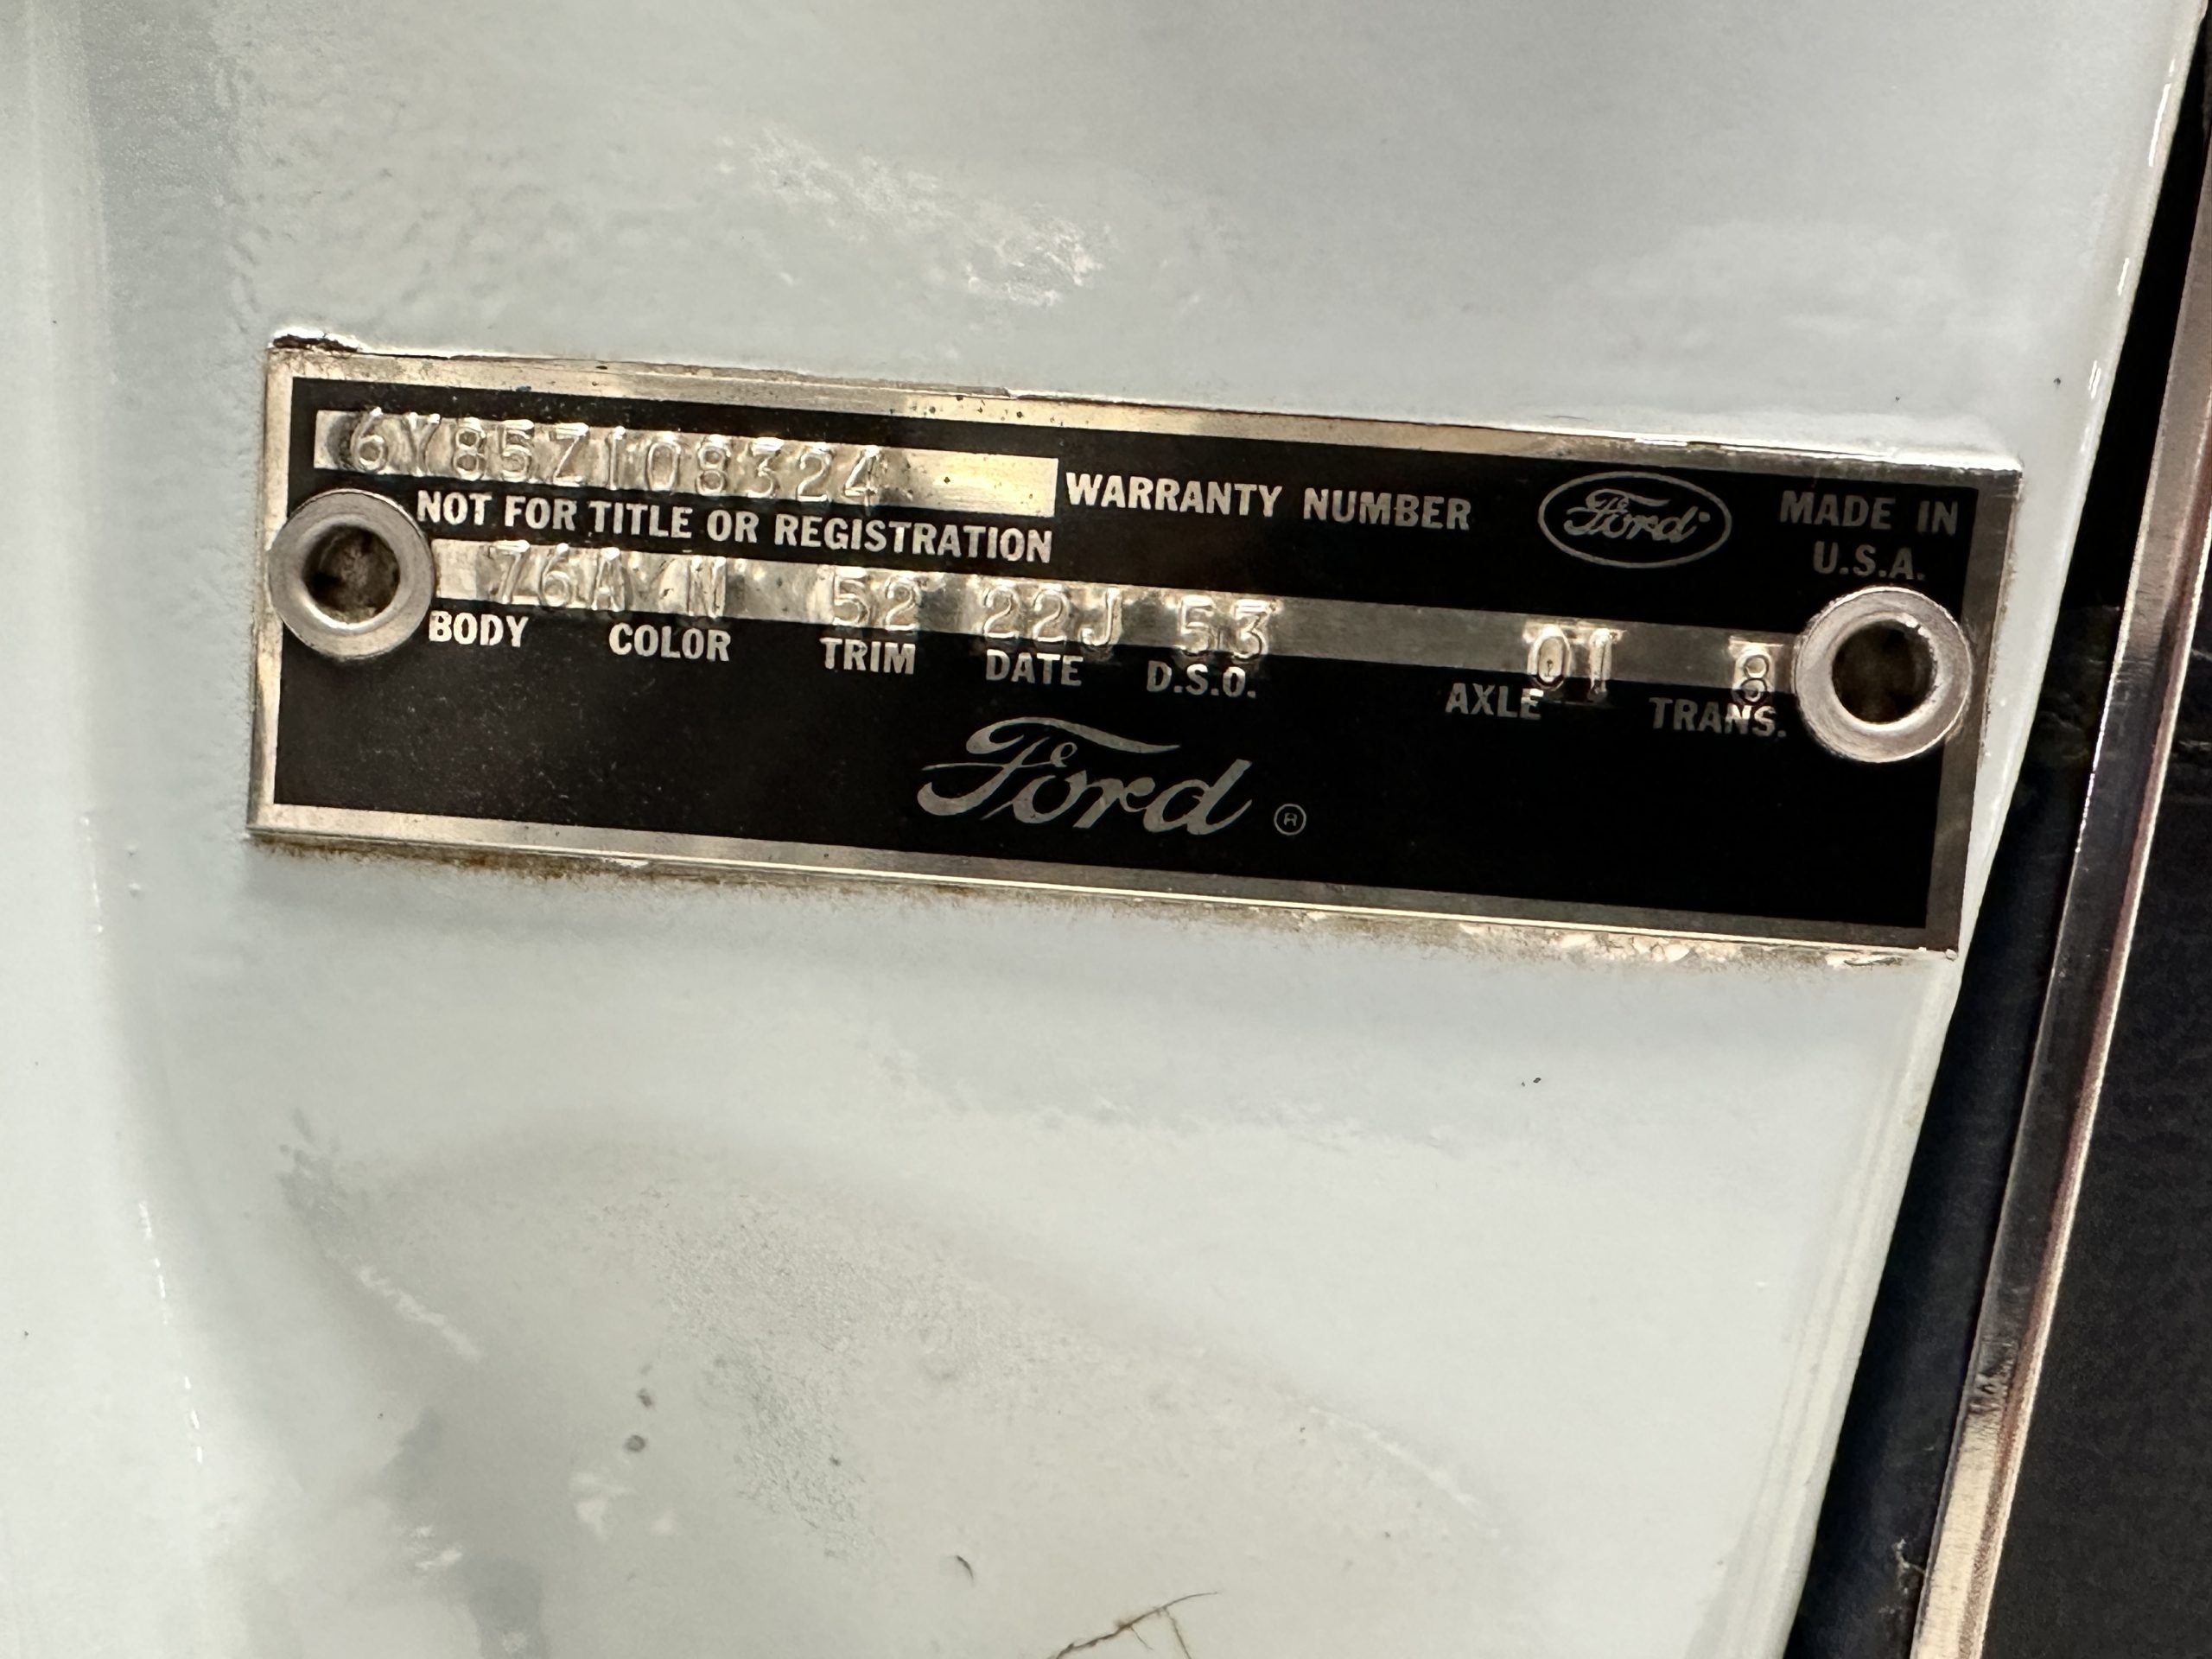 6Y85Z108324
WARRANTY NUMBER
Ford
MADE IN
U.S.A.
NOT FOR TITLE OR REGISTRATION
76A N 52 22J 53 01 8
BODY COLOR TRIM DATE D.S.O. AXLE TRANS.
Ford ®